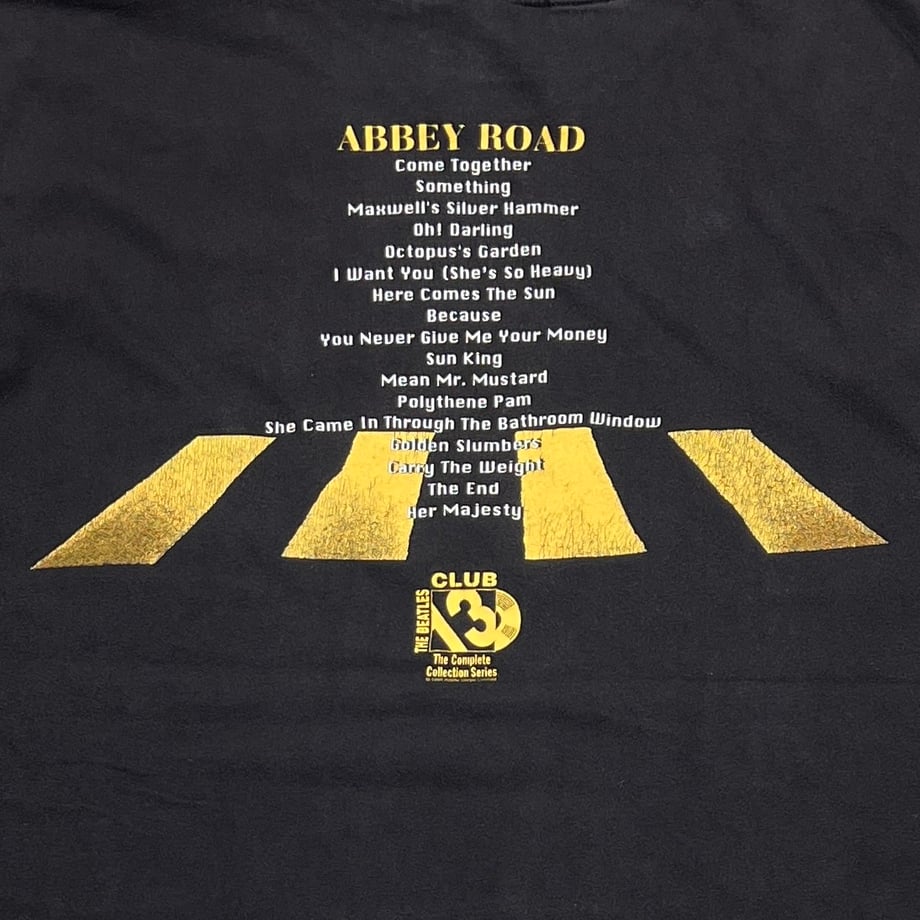 ABBEY ROAD
Come Together
Something
Maxwell's Silver Hammer
Oh! Darling
Octopus's Garden
I Want You (She's So Heavy)
Here Comes The Sun
Because
You Never Give Me Your Money
Sun King
Mean Mr. Mustard
Polythene Pam
She Came In Through The Bathroom Window
Golden Slumbers
Carry The Weight
The End
Her Majesty
CLUB
THE BEATLES
13
The Complete
Collection Series